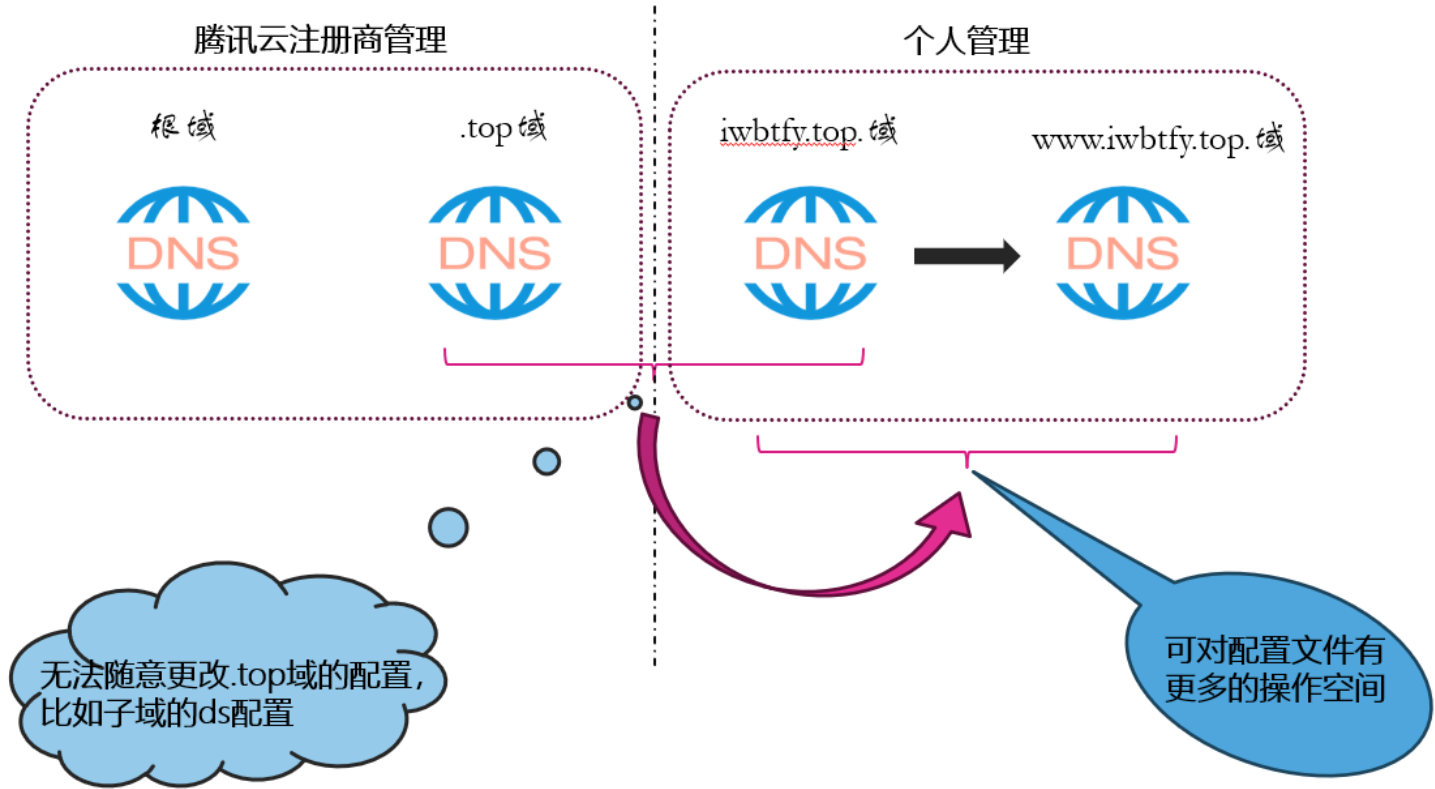 腾讯云注册商管理
个人管理
根域
.top域
iwbtfy.top.域
www.iwbtfy.top.域
DNS
DNS
DNS
DNS
无法随意更改.top域的配置，
比如子域的ds配置
可对配置文件有
更多的操作空间